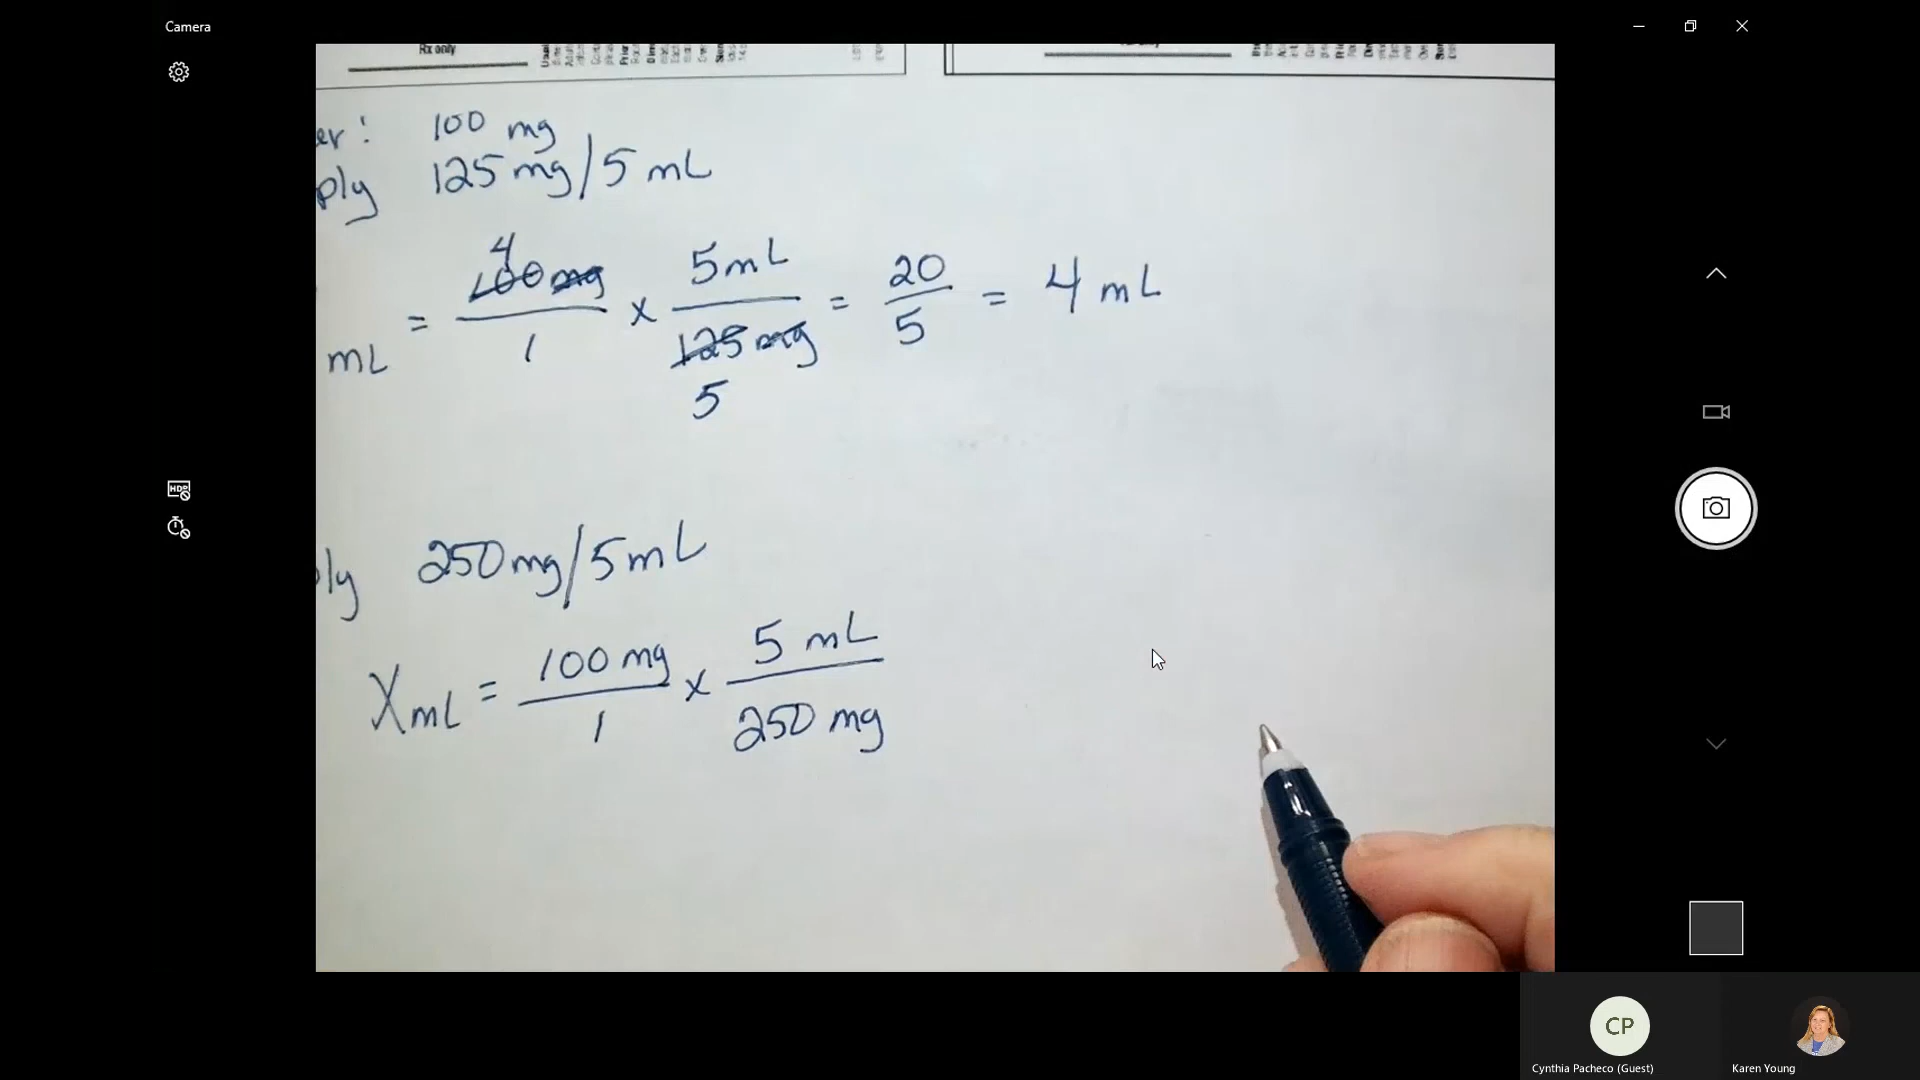 Camera
Rx only
er: 100 mg
ply 125 mg/5 mL
mL = 4 100 mg / 1 x 5 mL / 125 mg 5 = 20 / 5 = 4 mL
ply 250 mg/5 mL
X mL = 100 mg / 1 x 5 mL / 250 mg
HDR
CP
Cynthia Pacheco (Guest)
Karen Young